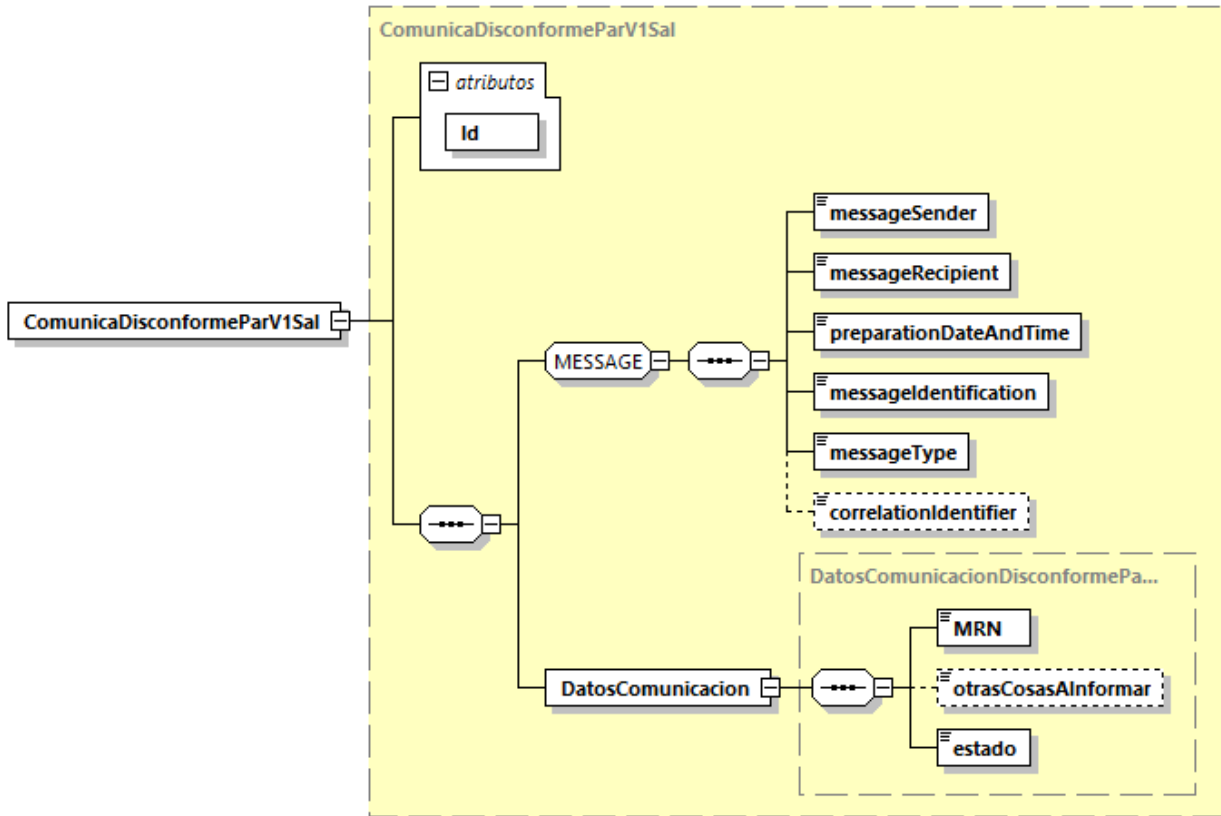 ComunicaDisconformeParV1Sal
atributos
Id
ComunicaDisconformeParV1Sal
MESSAGE
messageSender
messageRecipient
preparationDateAndTime
messageIdentification
messageType
correlationIdentifier
DatosComunicacion
DatosComunicacionDisconformePa...
MRN
otrasCosasAInformar
estado